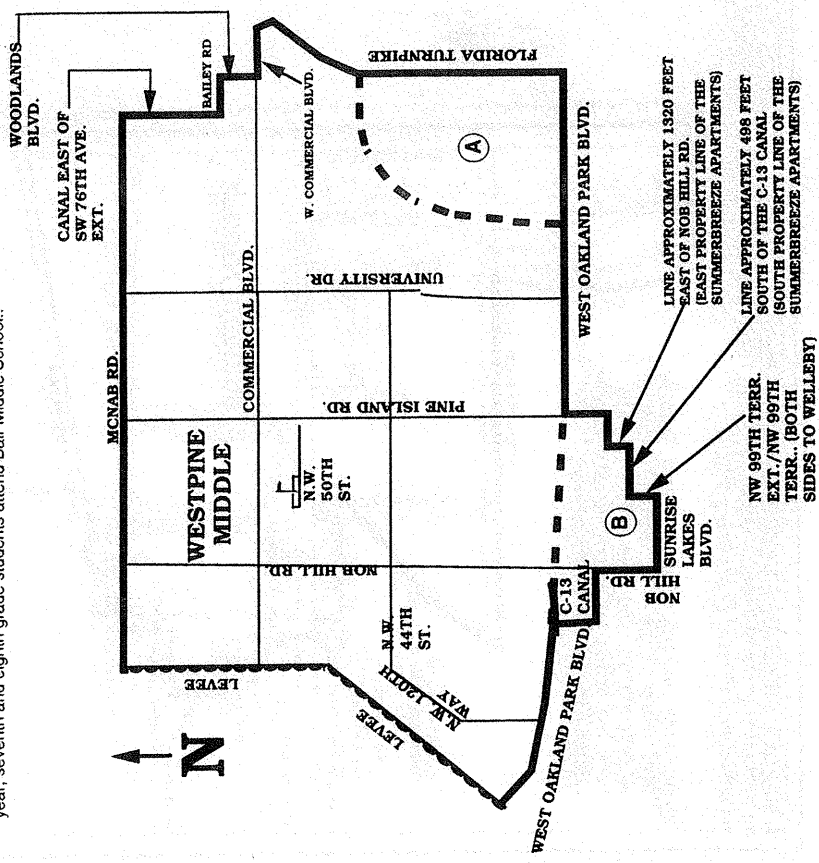 year, seventh and eighth grade students attend Bair Middle School..
WOODLANDS
BLVD.
CANAL EAST OF
SW 76TH AVE.
EXT.
BAILEY RD
MCNAB RD.
W. COMMERCIAL BLVD.
COMMERCIAL BLVD.
FLORIDA TURNPIKE
UNIVERSITY DR.
PINE ISLAND RD.
NOB HILL RD.
WESTPINE
MIDDLE
N.W.
50TH
ST.
N.W.
44TH
ST.
N.W. 120TH
WAY
LEVEE
LEVEE
N
A
WEST OAKLAND PARK BLVD.
WEST OAKLAND PARK BLVD.
C-13
CANAL
B
NOB
HILL RD.
SUNRISE
LAKES
BLVD.
LINE APPROXIMATELY 1320 FEET
EAST OF NOB HILL RD.
(EAST PROPERTY LINE OF THE
SUMMERBREEZE APARTMENTS)
LINE APPROXIMATELY 498 FEET
SOUTH OF THE C-13 CANAL
(SOUTH PROPERTY LINE OF THE
SUMMERBREEZE APARTMENTS)
NW 99TH TERR.
EXT./NW 99TH
TERR.. (BOTH
SIDES TO WELLEBY)